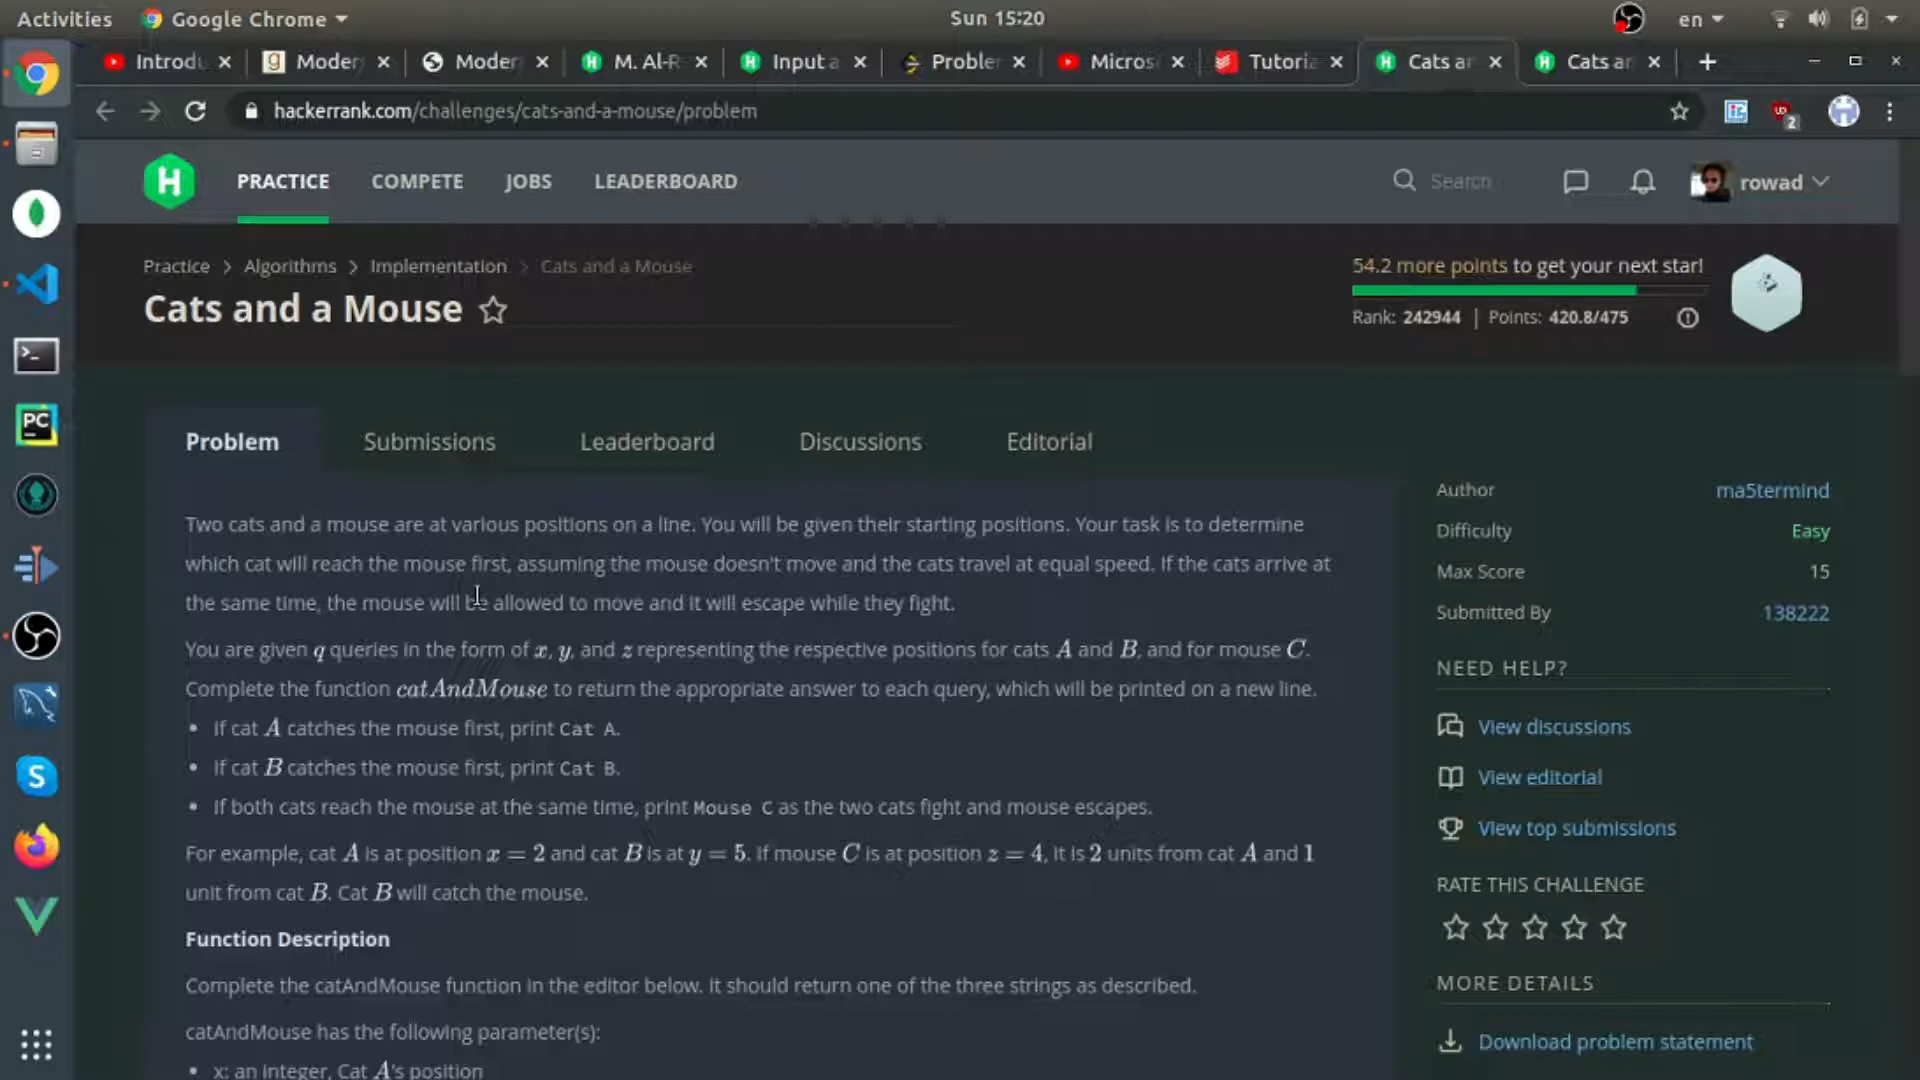 Activities Google Chrome Sun 15:20 en
Introdu Moder Moder M. Al-R Input a Probler Micros Tutoria Cats ar Cats ar
hackerrank.com/challenges/cats-and-a-mouse/problem
2
H PRACTICE COMPETE JOBS LEADERBOARD Search rowad
Practice > Algorithms > Implementation > Cats and a Mouse
54.2 more points to get your next star!
Cats and a Mouse
Rank: 242944 | Points: 420.8/475
Problem Submissions Leaderboard Discussions Editorial
Two cats and a mouse are at various positions on a line. You will be given their starting positions. Your task is to determine
which cat will reach the mouse first, assuming the mouse doesn't move and the cats travel at equal speed. If the cats arrive at
the same time, the mouse will be allowed to move and it will escape while they fight.
You are given q queries in the form of x, y, and z representing the respective positions for cats A and B, and for mouse C.
Complete the function catAndMouse to return the appropriate answer to each query, which will be printed on a new line.
• If cat A catches the mouse first, print Cat A.
• If cat B catches the mouse first, print Cat B.
• If both cats reach the mouse at the same time, print Mouse C as the two cats fight and mouse escapes.
For example, cat A is at position x = 2 and cat B is at y = 5. If mouse C is at position z = 4, it is 2 units from cat A and 1
unit from cat B. Cat B will catch the mouse.
Function Description
Complete the catAndMouse function in the editor below. It should return one of the three strings as described.
catAndMouse has the following parameter(s):
• x: an integer, Cat A's position
Author ma5termind
Difficulty Easy
Max Score 15
Submitted By 138222
NEED HELP?
View discussions
View editorial
View top submissions
RATE THIS CHALLENGE
MORE DETAILS
Download problem statement
PC
S